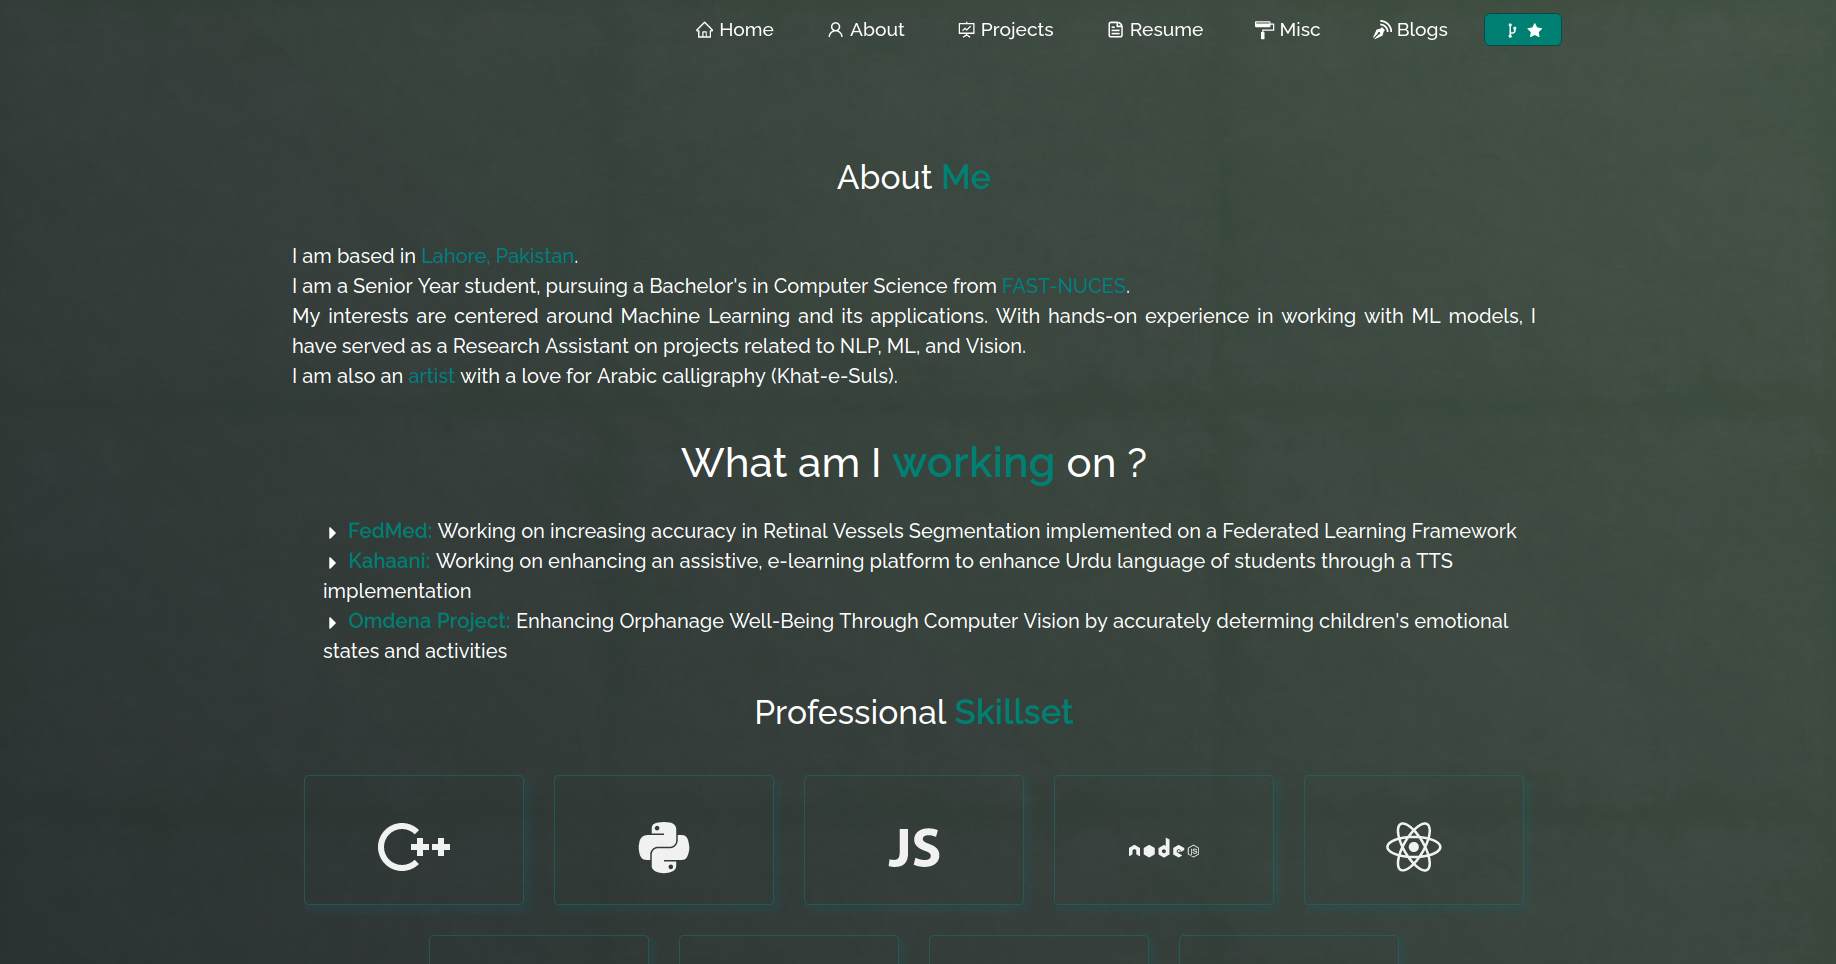 Home About Projects Resume Misc Blogs
About Me
I am based in Lahore, Pakistan.
I am a Senior Year student, pursuing a Bachelor's in Computer Science from FAST-NUCES.
My interests are centered around Machine Learning and its applications. With hands-on experience in working with ML models, I
have served as a Research Assistant on projects related to NLP, ML, and Vision.
I am also an artist with a love for Arabic calligraphy (Khat-e-Suls).
What am I working on ?
FedMed: Working on increasing accuracy in Retinal Vessels Segmentation implemented on a Federated Learning Framework
Kahaani: Working on enhancing an assistive, e-learning platform to enhance Urdu language of students through a TTS
implementation
Omdena Project: Enhancing Orphanage Well-Being Through Computer Vision by accurately determing children's emotional
states and activities
Professional Skillset
C++ JS node JS